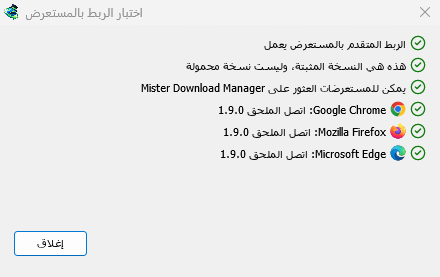 اختبار الربط بالمستعرض
الربط المتقدم بالمستعرض يعمل
هذه هي النسخة المثبتة، وليست نسخة محمولة
يمكن للمستعرضات العثور على Mister Download Manager
Google Chrome: اتصل الملحق 1.9.0
Mozilla Firefox: اتصل الملحق 1.9.0
Microsoft Edge: اتصل الملحق 1.9.0
إغلاق